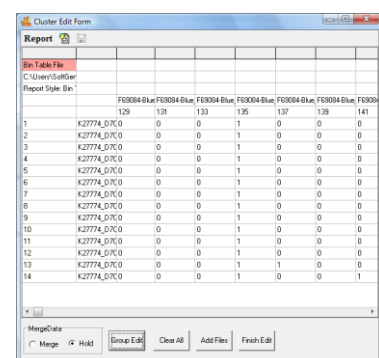 Cluster Edit Form
Report
Bin Table File
C:\Users\SoftGer
Report Style: Bin
F69084-Blue F69084-Blue F69084-Blue F69084-Blue F69084-Blue F69084-Blue F6908
129 131 133 135 137 139 141
1 K27774_D7C 0 0 0 1 0 0 0
2 K27774_D7C 0 0 0 1 0 0 0
3 K27774_D7C 0 0 0 1 0 0 0
4 K27774_D7C 0 0 0 1 0 0 0
5 K27774_D7C 0 0 0 1 0 0 0
6 K27774_D7C 0 0 0 1 0 0 0
7 K27774_D7C 0 0 0 1 0 0 0
8 K27774_D7C 0 0 0 1 0 0 0
9 K27774_D7C 0 0 0 1 0 0 0
10 K27774_D7C 0 0 0 1 0 0 0
11 K27774_D7C 0 0 0 1 0 0 0
12 K27774_D7C 0 0 0 1 0 0 0
13 K27774_D7C 0 0 0 1 1 0 0
14 K27774_D7C 0 0 0 1 0 0 1
MergeData
Merge Hold Group Edit Clear All Add Files Finish Edit